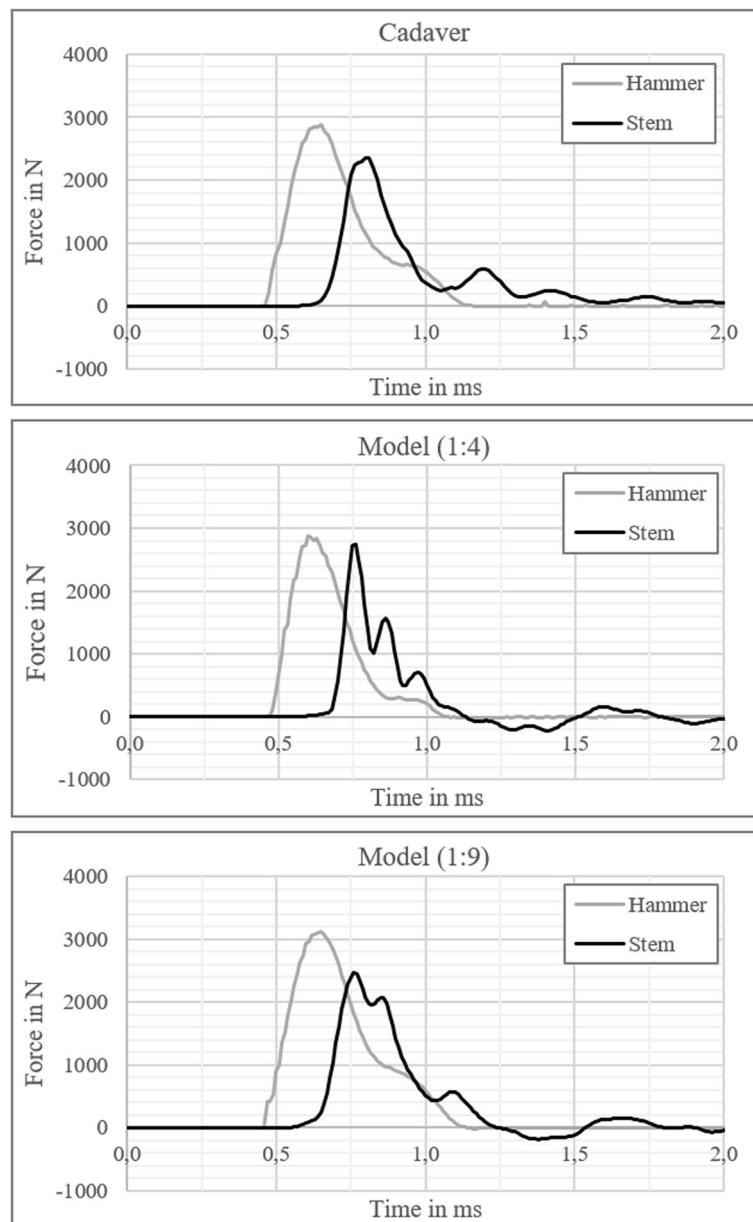 Cadaver
4000
3000
2000
1000
0
-1000
Force in N
Hammer
Stem
0,0 0,5 1,0 1,5 2,0
Time in ms
Model (1:4)
4000
3000
2000
1000
0
-1000
Force in N
Hammer
Stem
0,0 0,5 1,0 1,5 2,0
Time in ms
Model (1:9)
4000
3000
2000
1000
0
-1000
Force in N
Hammer
Stem
0,0 0,5 1,0 1,5 2,0
Time in ms